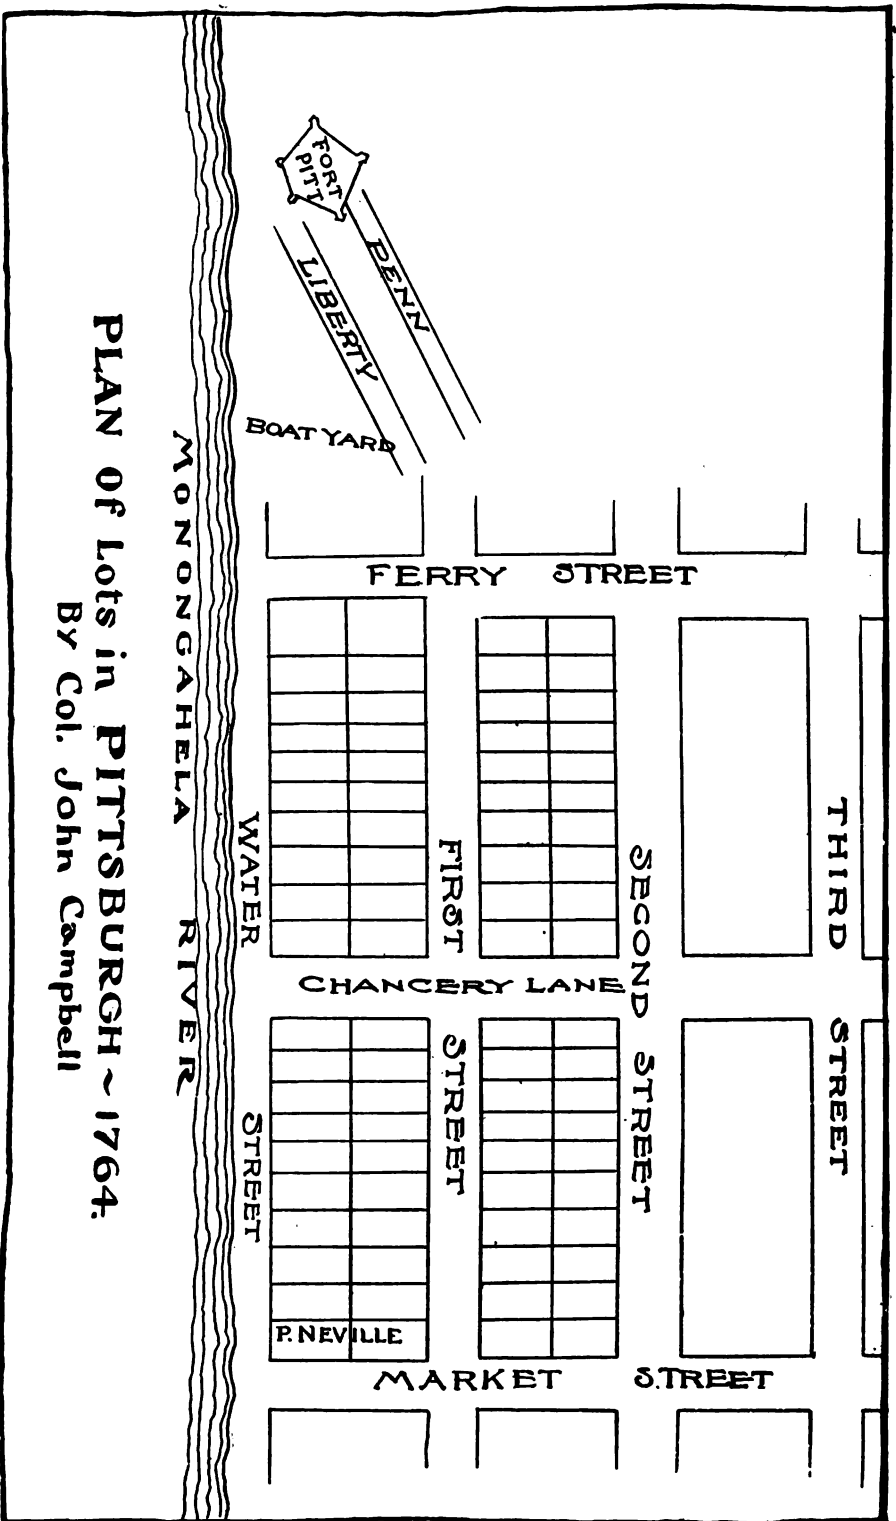 FORT
PITT
PENN
LIBERTY
BOAT YARD
FERRY STREET
WATER STREET
FIRST STREET
SECOND STREET
THIRD STREET
CHANCERY LANE
P. NEVILLE
MARKET S.TREET
MONONGAHELA RIVER
PLAN Of Lots in PITTSBURGH ~ 1764.
By Col. John Campbell